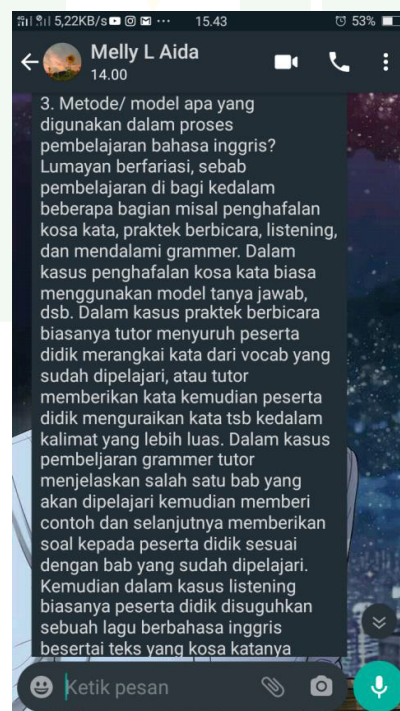 5,22KB/s ... 15.43 53%
Melly L Aida
14.00
3. Metode/ model apa yang
digunakan dalam proses
pembelajaran bahasa inggris?
Lumayan berfariasi, sebab
pembelajaran di bagi kedalam
beberapa bagian misal penghafalan
kosa kata, praktek berbicara, listening,
dan mendalami grammer. Dalam
kasus penghafalan kosa kata biasa
menggunakan model tanya jawab,
dsb. Dalam kasus praktek berbicara
biasanya tutor menyuruh peserta
didik merangkai kata dari vocab yang
sudah dipelajari, atau tutor
memberikan kata kemudian peserta
didik menguraikan kata tsb kedalam
kalimat yang lebih luas. Dalam kasus
pembeljaran grammer tutor
menjelaskan salah satu bab yang
akan dipelajari kemudian memberi
contoh dan selanjutnya memberikan
soal kepada peserta didik sesuai
dengan bab yang sudah dipelajari.
Kemudian dalam kasus listening
biasanya peserta didik disuguhkan
sebuah lagu berbahasa inggris
besertai teks yang kosa katanya
Ketik pesan